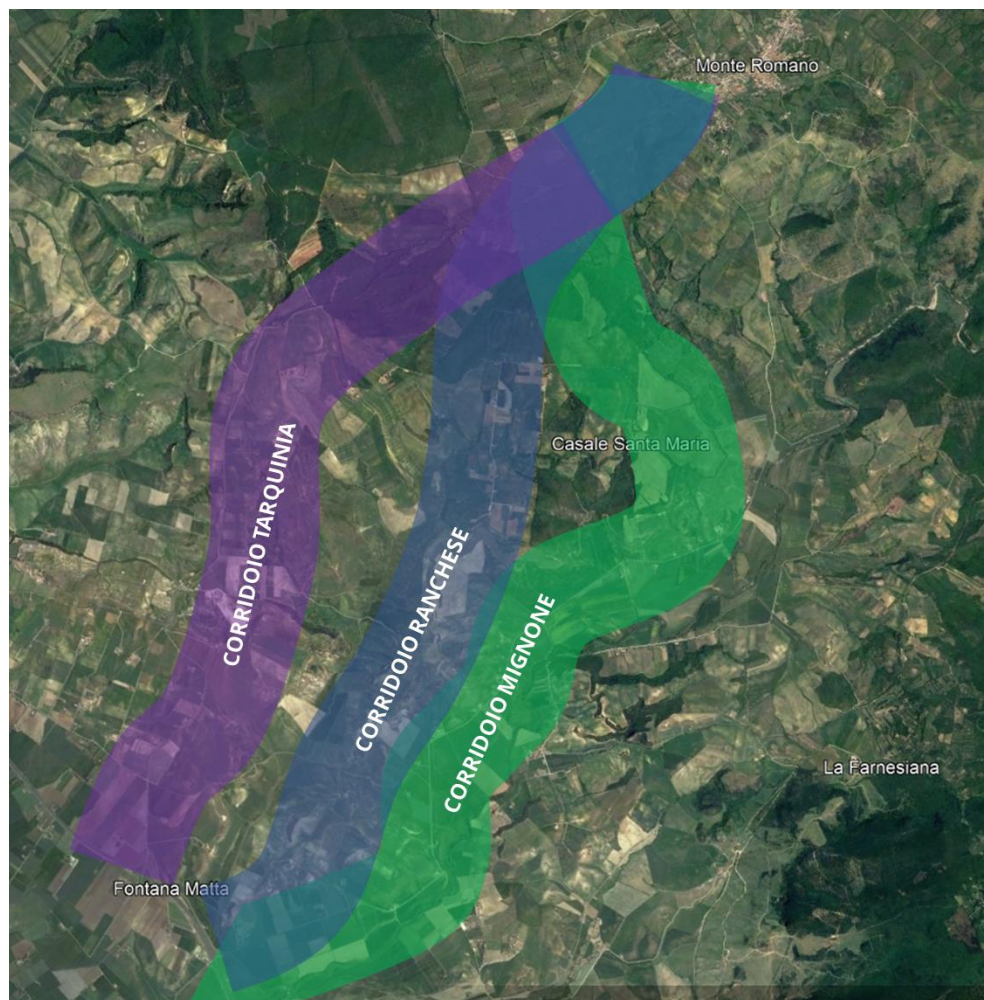 Monte Romano
Casale Santa Maria
CORRIDOIO TARQUINIA
CORRIDOIO RANCHESE
CORRIDOIO MIGNONE
La Farnesiana
Fontana Matta